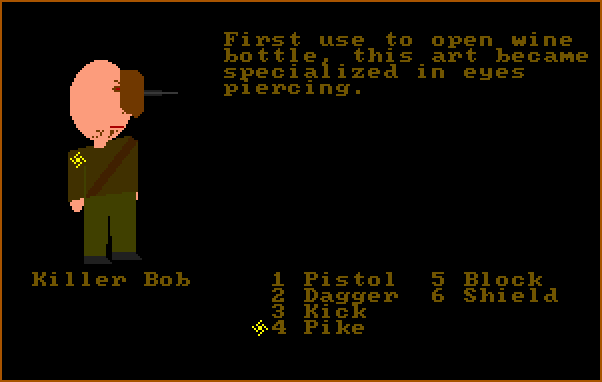 First use to open wine
bottle, this art became
specialized in eyes
piercing.
Killer Bob
1 Pistol 5 Block
2 Dagger 6 Shield
3 Kick
4 Pike